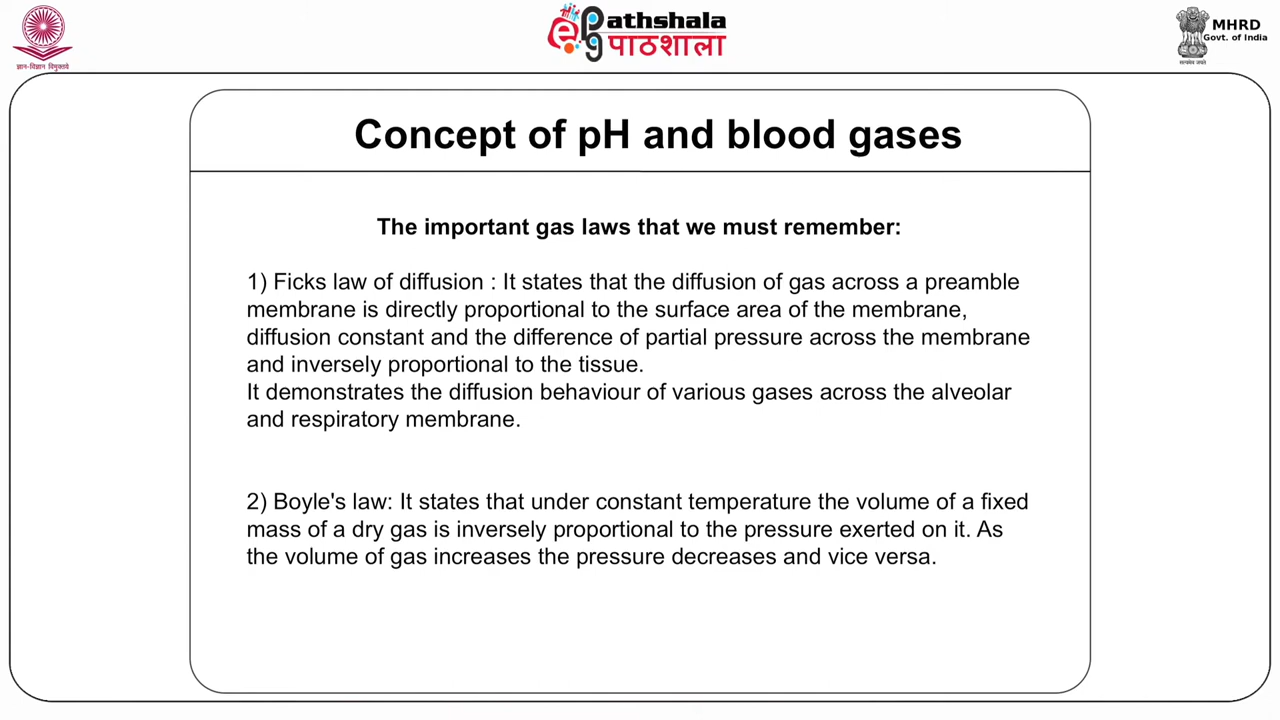 ज्ञान-विज्ञान विमुक्तये
ePathshala
पाठशाला
MHRD
Govt. of India
सत्यमेव जयते
Concept of pH and blood gases
The important gas laws that we must remember:
1) Ficks law of diffusion : It states that the diffusion of gas across a preamble
membrane is directly proportional to the surface area of the membrane,
diffusion constant and the difference of partial pressure across the membrane
and inversely proportional to the tissue.
It demonstrates the diffusion behaviour of various gases across the alveolar
and respiratory membrane.
2) Boyle's law: It states that under constant temperature the volume of a fixed
mass of a dry gas is inversely proportional to the pressure exerted on it. As
the volume of gas increases the pressure decreases and vice versa.